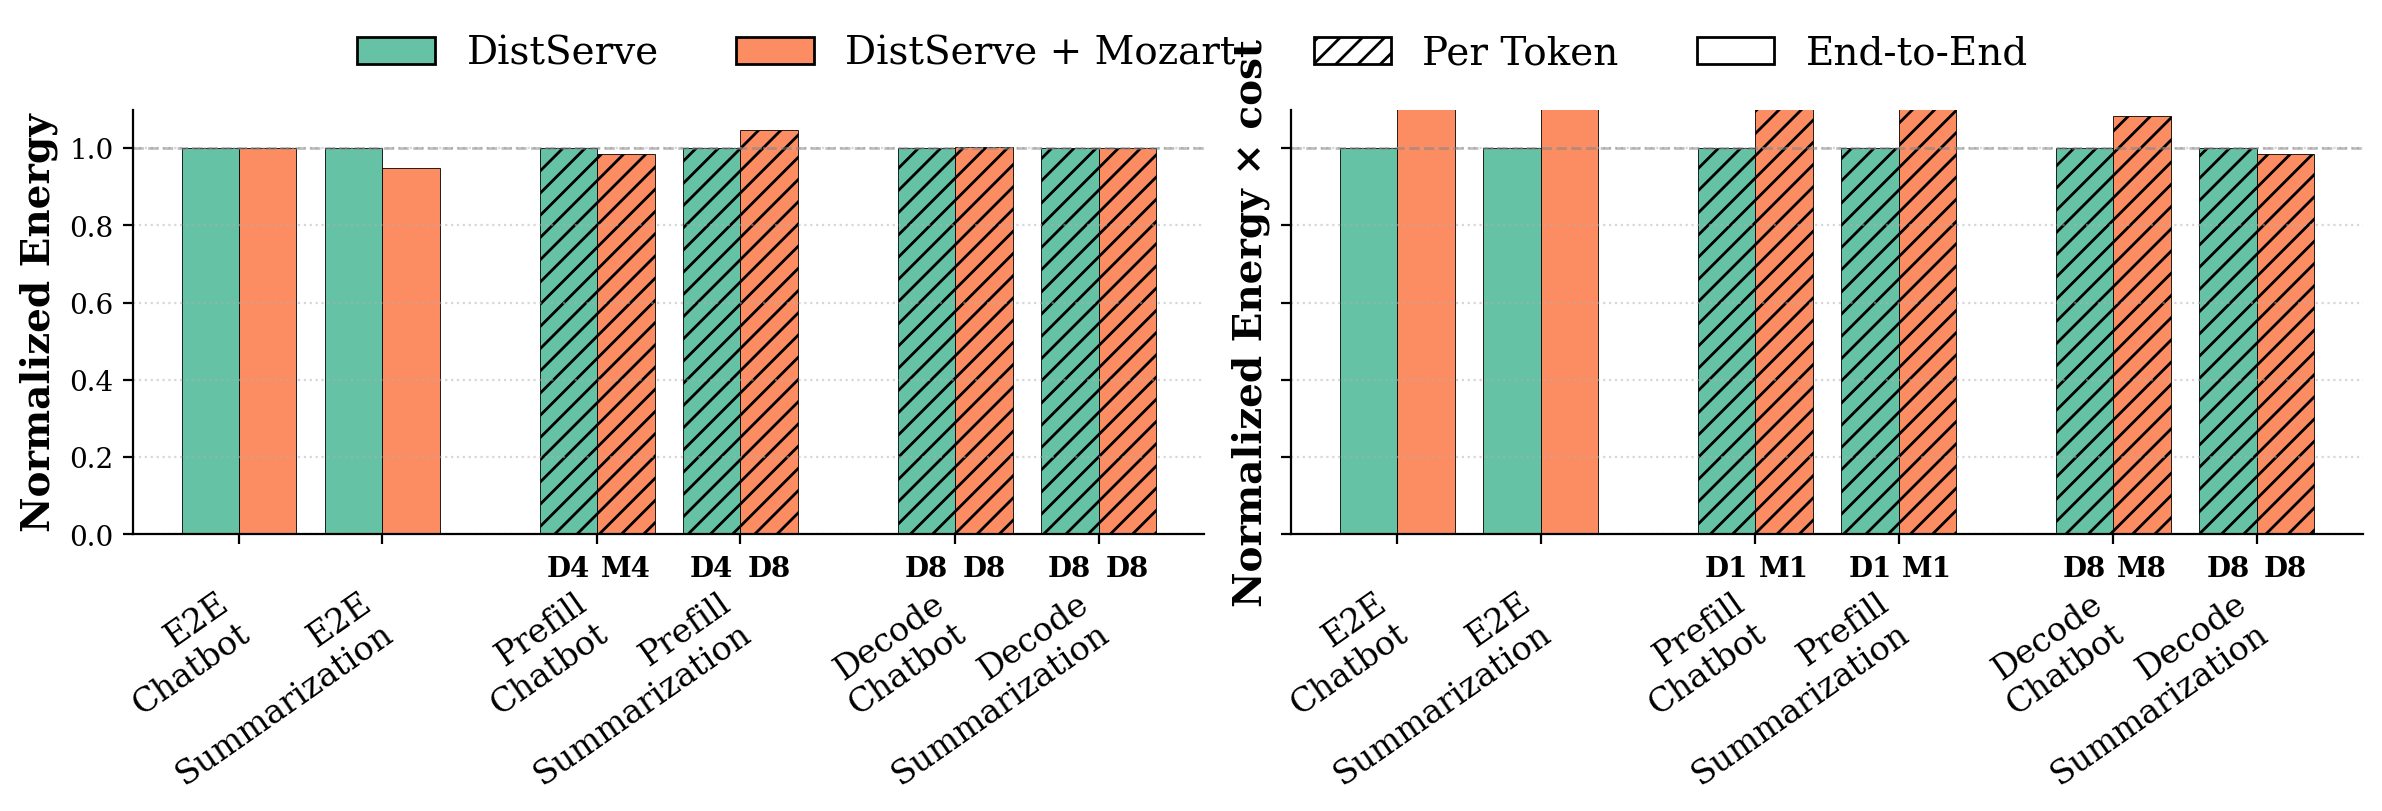 DistServe
DistServe + Mozart
Per Token
End-to-End
Normalized Energy
1.0
0.8
0.6
0.4
0.2
0.0
D4 M4 D4 D8 D8 D8 D8 D8
E2E
Chatbot
E2E
Summarization
Prefill
Chatbot
Prefill
Summarization
Decode
Chatbot
Decode
Summarization
Normalized Energy × cost
D1 M1 D1 M1 D8 M8 D8 D8
E2E
Chatbot
E2E
Summarization
Prefill
Chatbot
Prefill
Summarization
Decode
Chatbot
Decode
Summarization